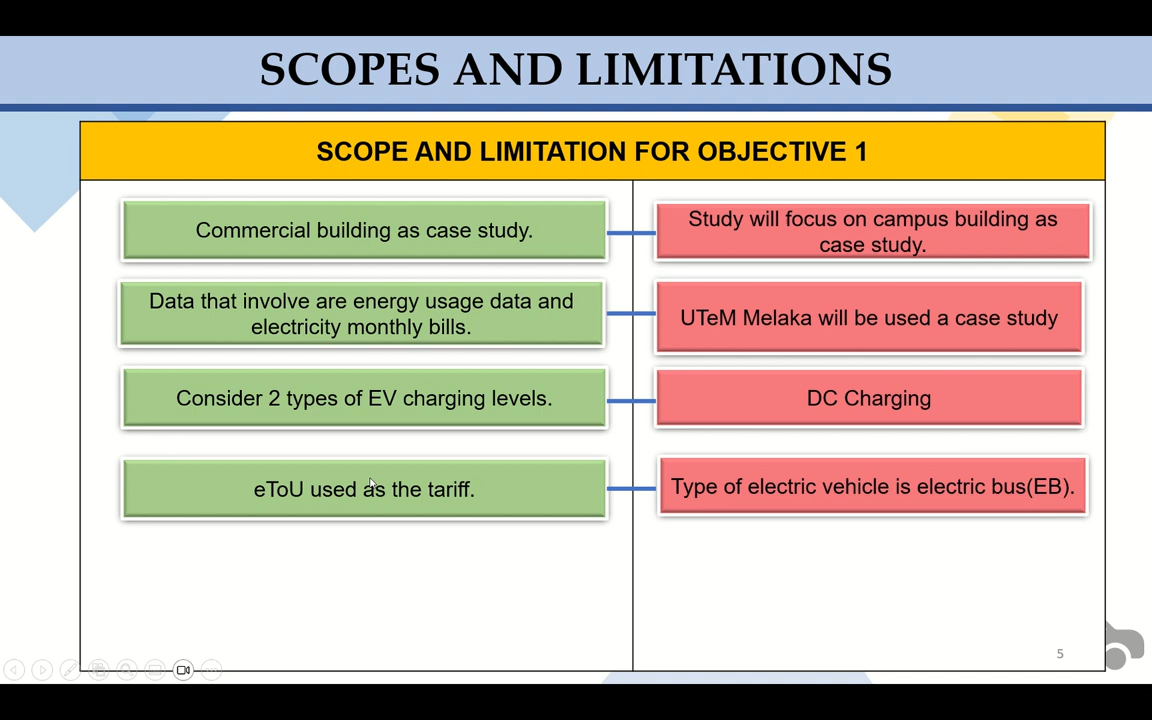 SCOPES AND LIMITATIONS
SCOPE AND LIMITATION FOR OBJECTIVE 1
Commercial building as case study.
Study will focus on campus building as
case study.
Data that involve are energy usage data and
electricity monthly bills.
UTeM Melaka will be used a case study
Consider 2 types of EV charging levels.
DC Charging
eToU used as the tariff.
Type of electric vehicle is electric bus(EB).
5